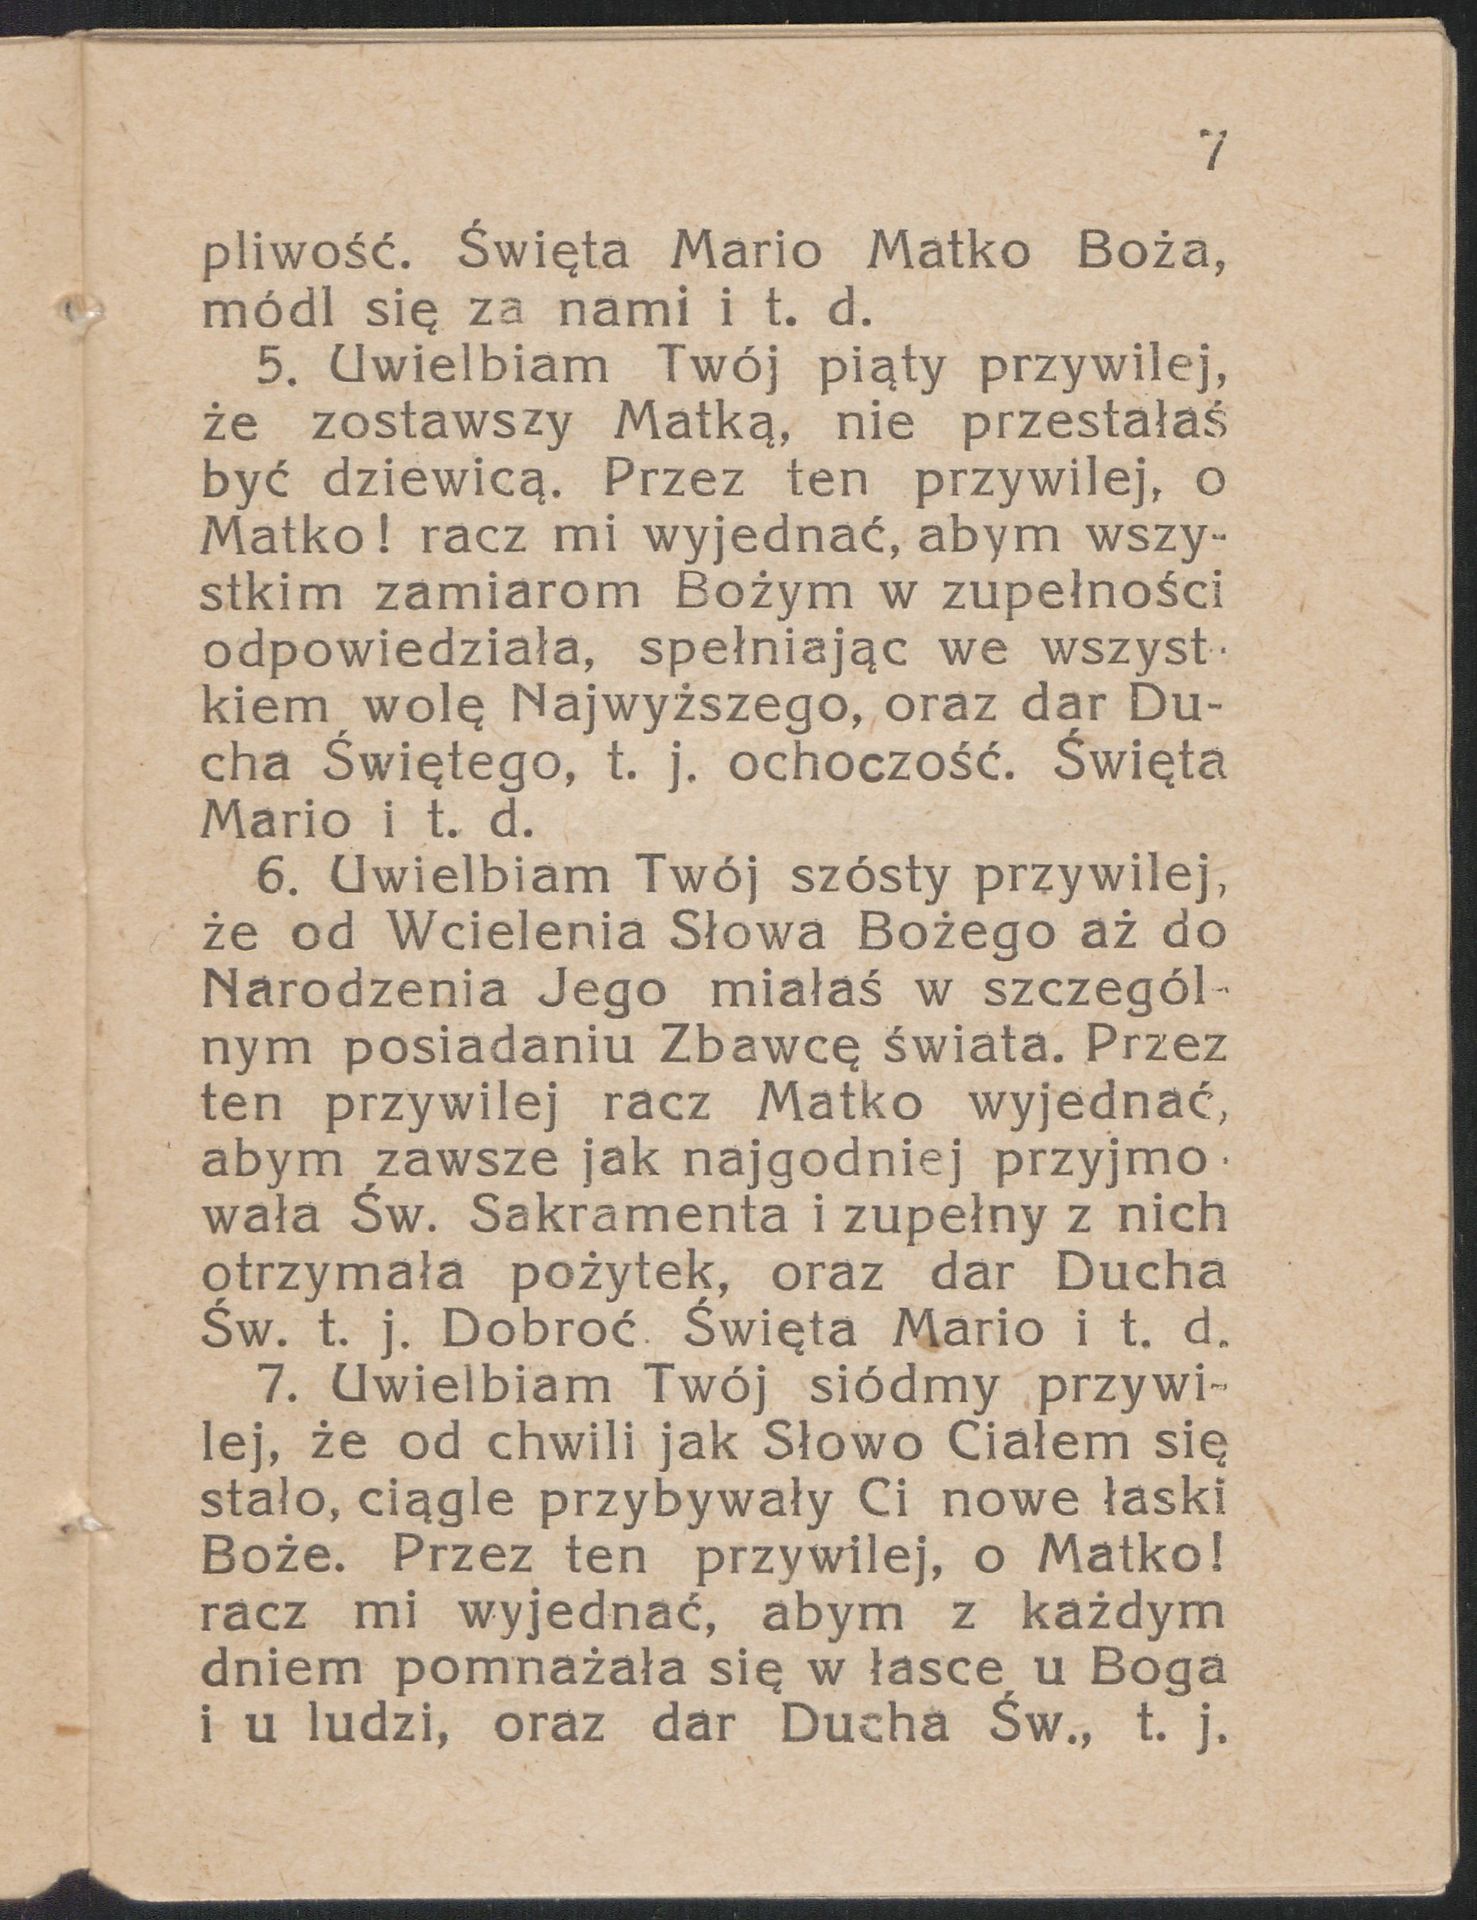 7
pliwość. Święta Mario Matko Boża,
módl się za nami i t. d.
5. Uwielbiam Twój piąty przywilej,
że zostawszy Matką, nie przestałaś
być dziewicą. Przez ten przywilej, o
Matko! racz mi wyjednać, abym wszy-
stkim zamiarom Bożym w zupełności
odpowiedziała, spełniając we wszyst-
kiem wolę Najwyższego, oraz dar Du-
cha Świętego, t. j. ochoczość. Święta
Mario i t. d.
6. Uwielbiam Twój szósty przywilej,
że od Wcielenia Słowa Bożego aż do
Narodzenia Jego miałaś w szczegól-
nym posiadaniu Zbawcę świata. Przez
ten przywilej racz Matko wyjednać,
abym zawsze jak najgodniej przyjmo-
wała Św. Sakramenta i zupełny z nich
otrzymała pożytek, oraz dar Ducha
Św. t. j. Dobroć. Święta Mario i t. d.
7. Uwielbiam Twój siódmy przywi-
lej, że od chwili jak Słowo Ciałem się
stało, ciągle przybywały Ci nowe łaski
Boże. Przez ten przywilej, o Matko!
racz mi wyjednać, abym z każdym
dniem pomnażała się w łasce u Boga
i u ludzi, oraz dar Ducha Św., t. j.